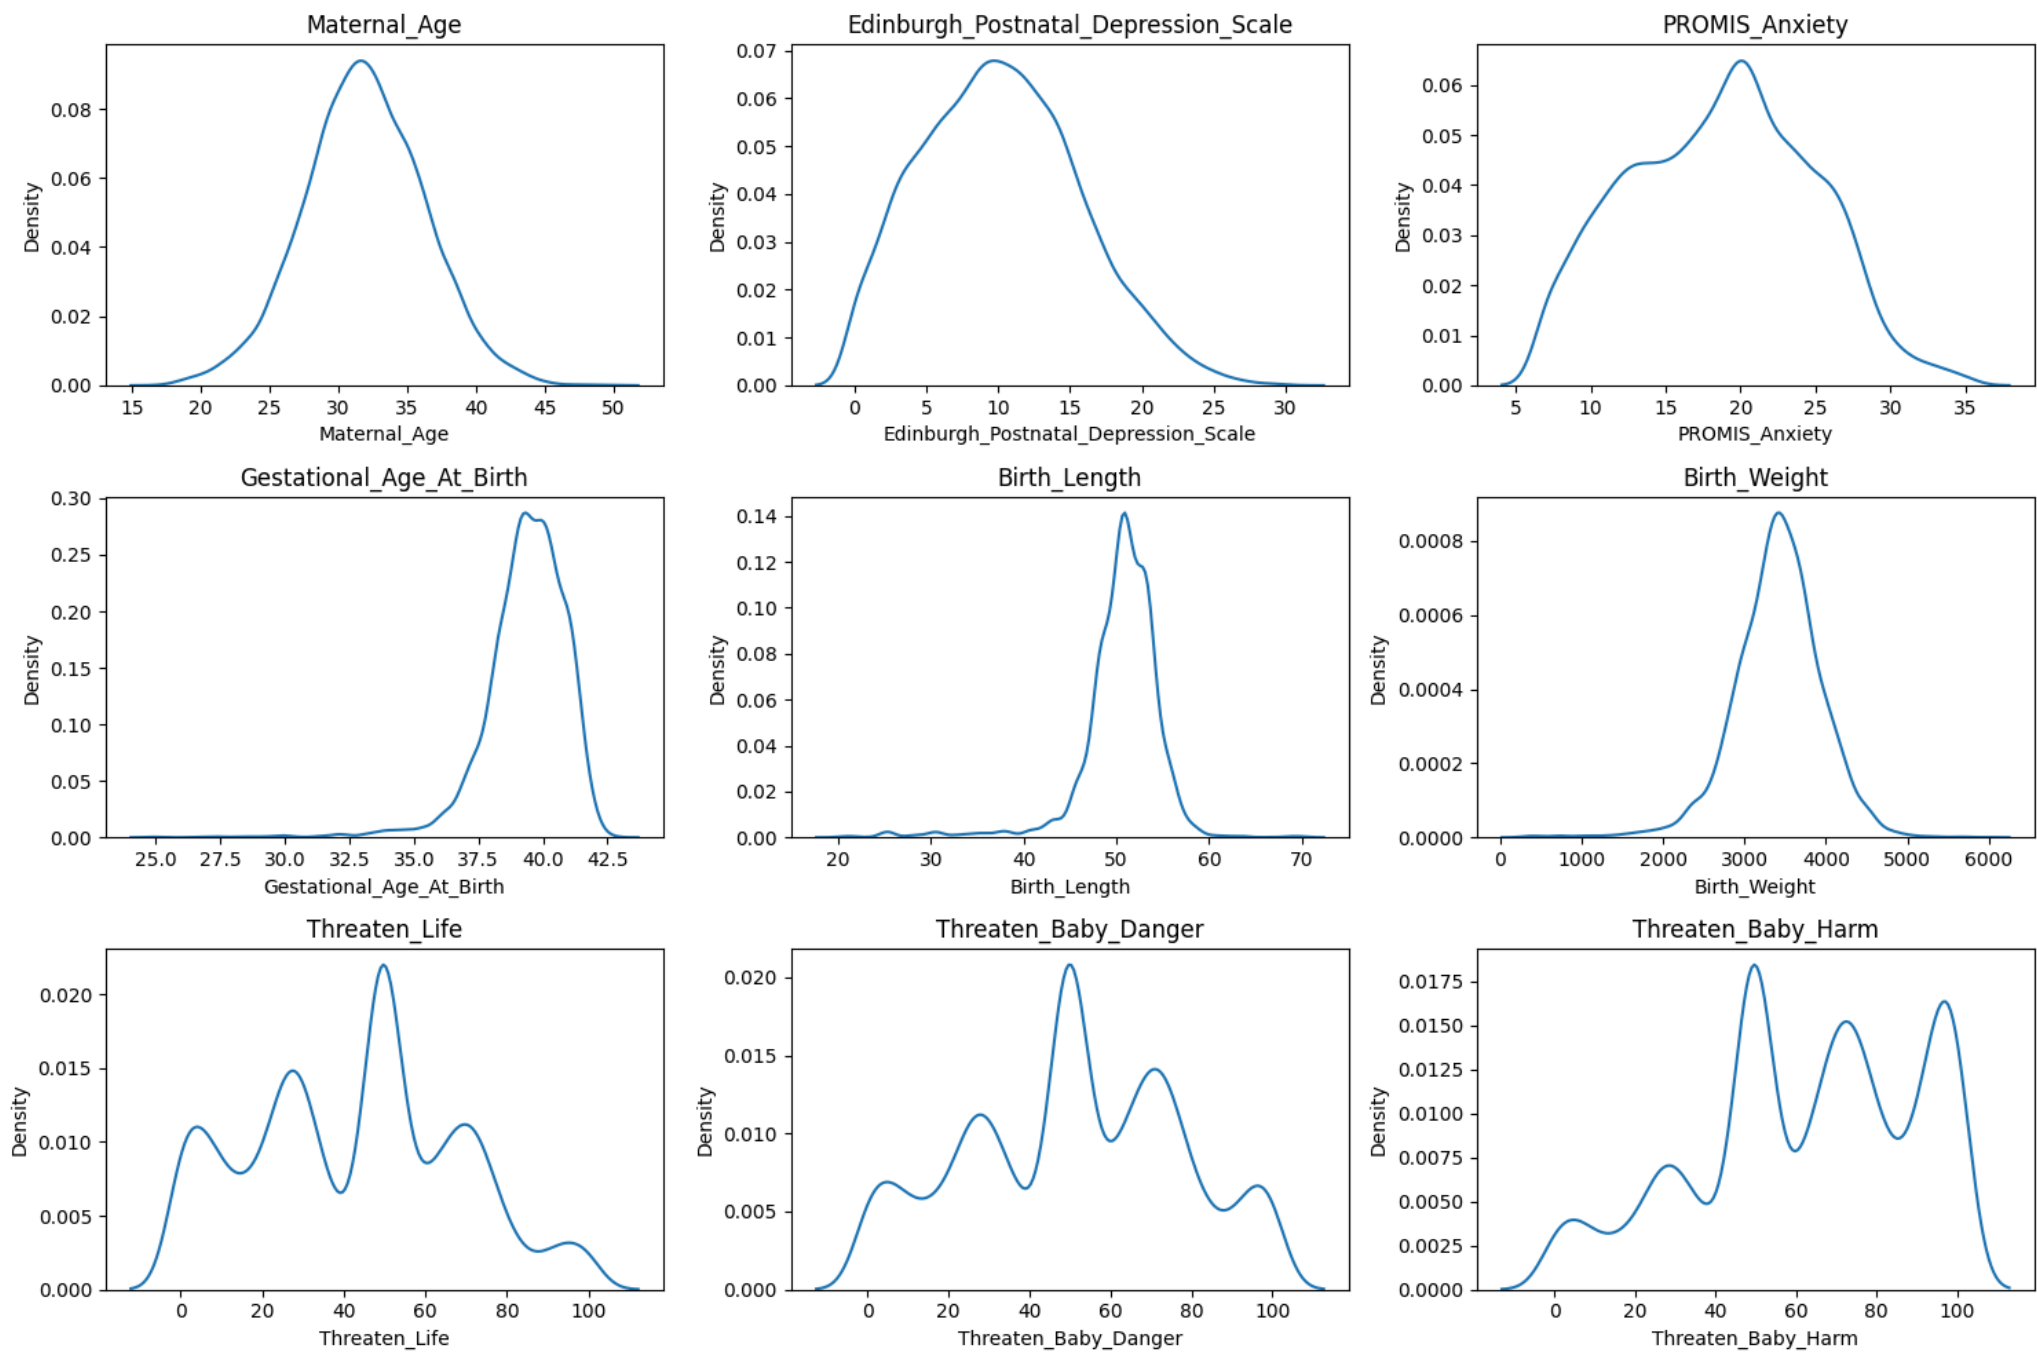 Maternal_Age
Edinburgh_Postnatal_Depression_Scale
PROMIS_Anxiety
Density
0.08
0.06
0.04
0.02
0.00
15 20 25 30 35 40 45 50
Maternal_Age
Density
0.07
0.06
0.05
0.04
0.03
0.02
0.01
0.00
0 5 10 15 20 25 30
Edinburgh_Postnatal_Depression_Scale
Density
0.06
0.05
0.04
0.03
0.02
0.01
0.00
5 10 15 20 25 30 35
PROMIS_Anxiety
Gestational_Age_At_Birth
Birth_Length
Birth_Weight
Density
0.30
0.25
0.20
0.15
0.10
0.05
0.00
25.0 27.5 30.0 32.5 35.0 37.5 40.0 42.5
Gestational_Age_At_Birth
Density
0.14
0.12
0.10
0.08
0.06
0.04
0.02
0.00
20 30 40 50 60 70
Birth_Length
Density
0.0008
0.0006
0.0004
0.0002
0.0000
0 1000 2000 3000 4000 5000 6000
Birth_Weight
Threaten_Life
Threaten_Baby_Danger
Threaten_Baby_Harm
Density
0.020
0.015
0.010
0.005
0.000
0 20 40 60 80 100
Threaten_Life
Density
0.020
0.015
0.010
0.005
0.000
0 20 40 60 80 100
Threaten_Baby_Danger
Density
0.0175
0.0150
0.0125
0.0100
0.0075
0.0050
0.0025
0.0000
0 20 40 60 80 100
Threaten_Baby_Harm